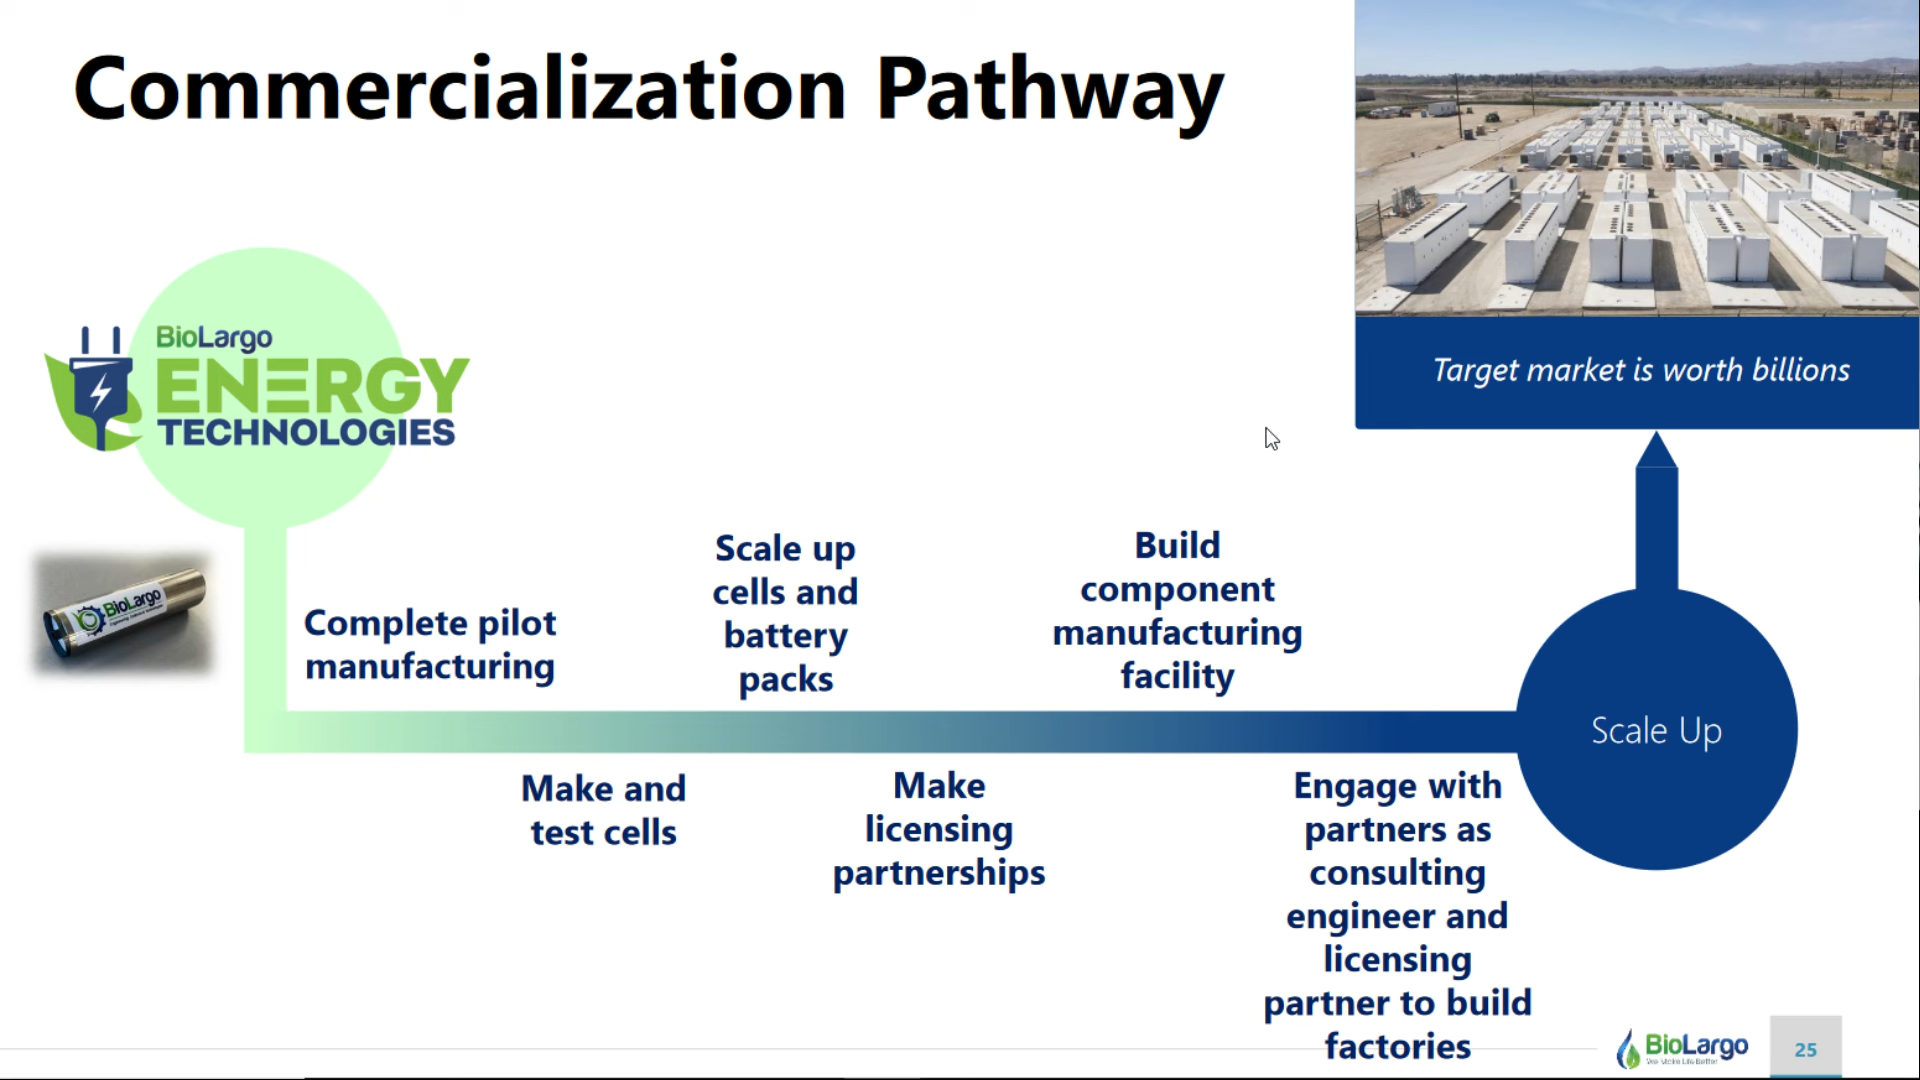 Commercialization Pathway
Target market is worth billions
BioLargo
ENERGY
TECHNOLOGIES
BioLargo
Complete pilot
manufacturing
Scale up
cells and
battery
packs
Build
component
manufacturing
facility
Scale Up
Make and
test cells
Make
licensing
partnerships
Engage with
partners as
consulting
engineer and
licensing
partner to build
factories
BioLargo
We Make Life Better
25